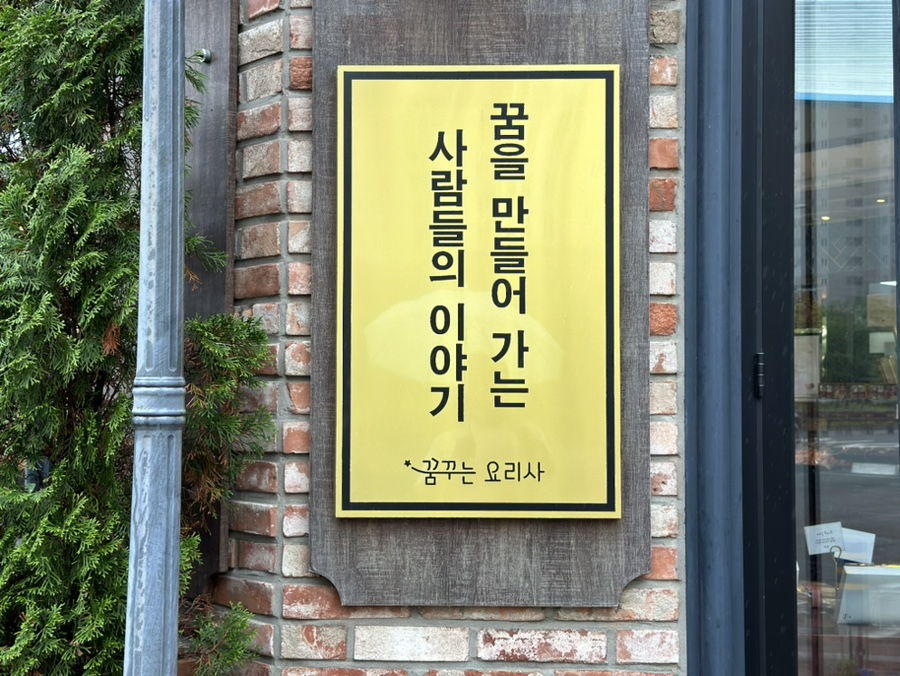 꿈을 만들어 가는
사람들의 이야기
꿈꾸는 요리사